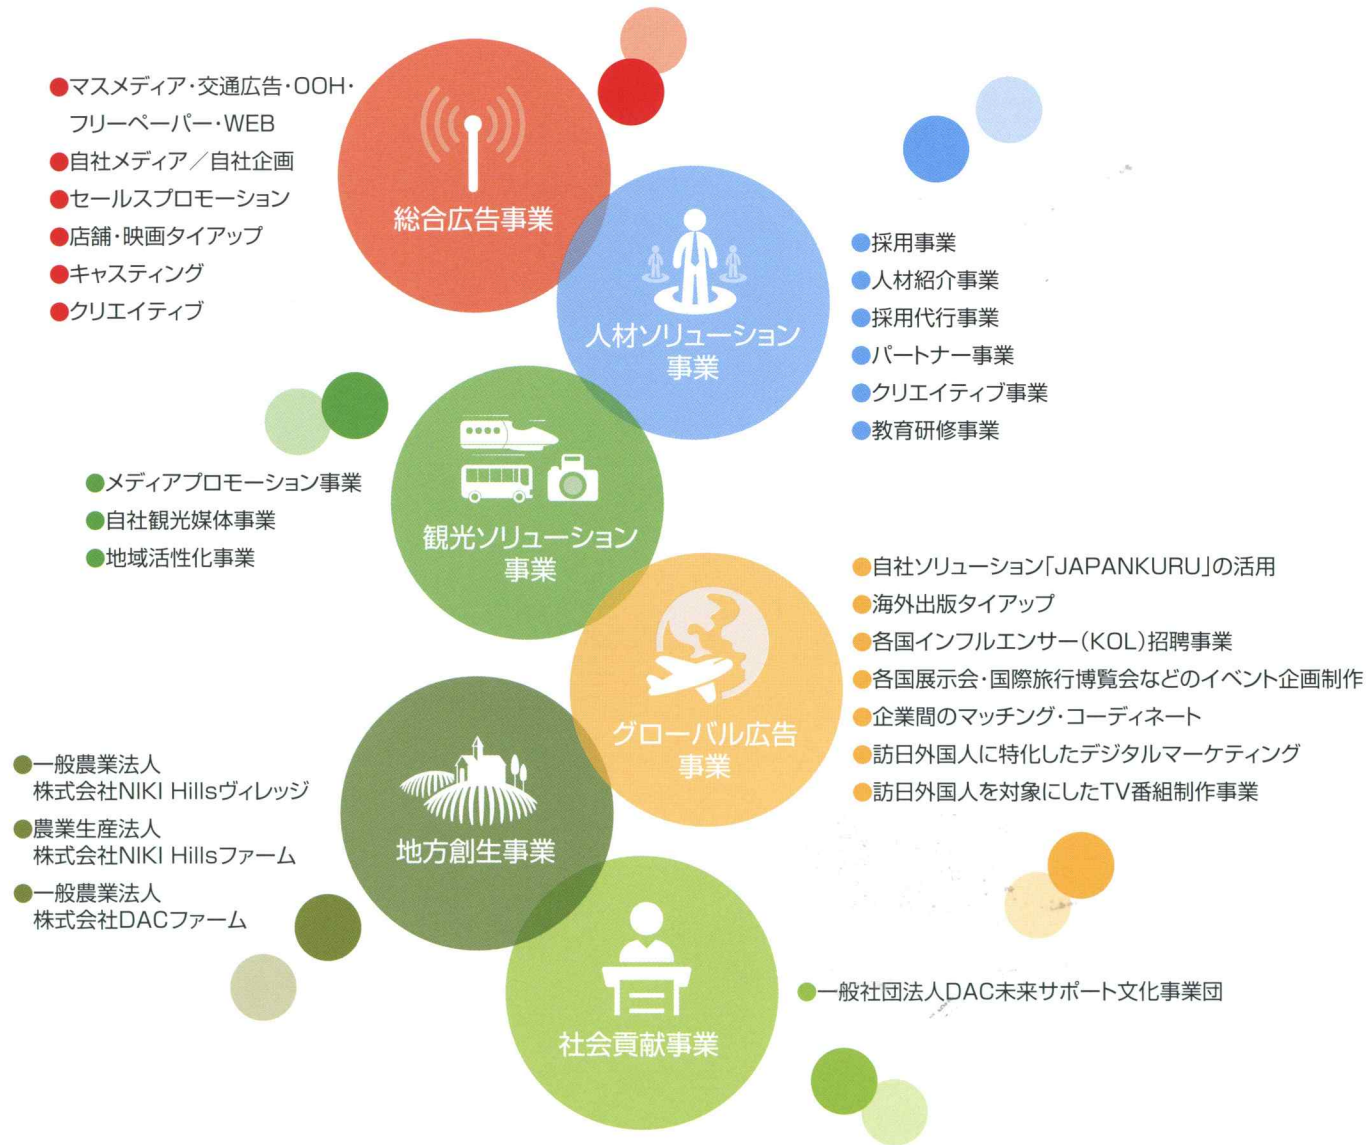 ●マスメディア・交通広告・OOH・
フリーペーパー・WEB
●自社メディア／自社企画
●セールスプロモーション
●店舗・映画タイアップ
●キャスティング
●クリエイティブ
総合広告事業
人材ソリューション
事業
●採用事業
●人材紹介事業
●採用代行事業
●パートナー事業
●クリエイティブ事業
●教育研修事業
●メディアプロモーション事業
●自社観光媒体事業
●地域活性化事業
観光ソリューション
事業
グローバル広告
事業
●自社ソリューション「JAPANKURU」の活用
●海外出版タイアップ
●各国インフルエンサー(KOL)招聘事業
●各国展示会・国際旅行博覧会などのイベント企画制作
●企業間のマッチング・コーディネート
●訪日外国人に特化したデジタルマーケティング
●訪日外国人を対象にしたTV番組制作事業
●一般農業法人
株式会社NIKI Hillsヴィレッジ
●農業生産法人
株式会社NIKI Hillsファーム
●一般農業法人
株式会社DACファーム
地方創生事業
社会貢献事業
●一般社団法人DAC未来サポート文化事業団